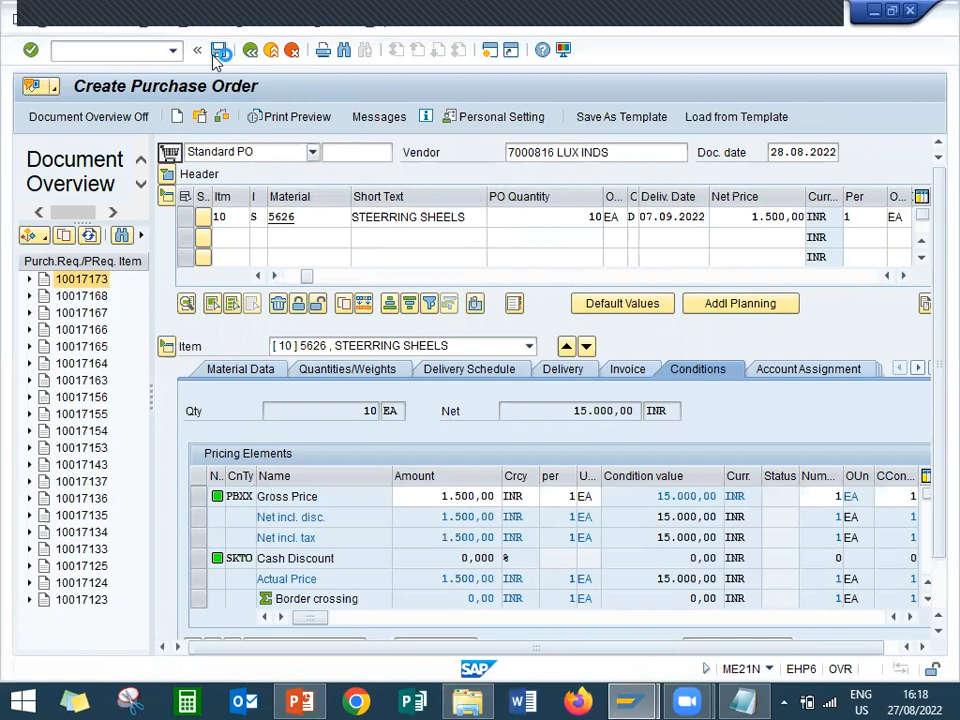 Create Purchase Order
Document Overview Off Print Preview Messages Personal Setting Save As Template Load from Template
Standard PO Vendor 7000816 LUX INDS Doc. date 28.08.2022
Document
Overview
Header
S.. Itm I Material Short Text PO Quantity O... C Deliv. Date Net Price Curr... Per O...
10 S 5626 STEERRING SHEELS 10 EA D 07.09.2022 1.500,00 INR 1 EA
INR
INR
Purch.Req./PReq. Item
10017173
10017168
10017167
10017166
10017165
10017164
10017163
10017156
10017155
10017154
10017153
10017143
10017137
10017136
10017135
10017134
10017133
10017125
10017124
10017123
Default Values Addl Planning
Item [ 10 ] 5626 , STEERRING SHEELS
Material Data Quantities/Weights Delivery Schedule Delivery Invoice Conditions Account Assignment
Qty 10 EA Net 15.000,00 INR
Pricing Elements
N.. CnTy Name Amount Crcy per U... Condition value Curr. Status Num... OUn CCon...
PBXX Gross Price 1.500,00 INR 1 EA 15.000,00 INR 1 EA 1
Net incl. disc. 1.500,00 INR 1 EA 15.000,00 INR 1 EA 1
Net incl. tax 1.500,00 INR 1 EA 15.000,00 INR 1 EA 1
SKTO Cash Discount 0,000 % 0,00 INR 0 0
Actual Price 1.500,00 INR 1 EA 15.000,00 INR 1 EA 1
Border crossing 0,00 INR 1 EA 0,00 INR 1 EA 1
SAP ME21N EHP6 OVR
ENG 16:18
US 27/08/2022